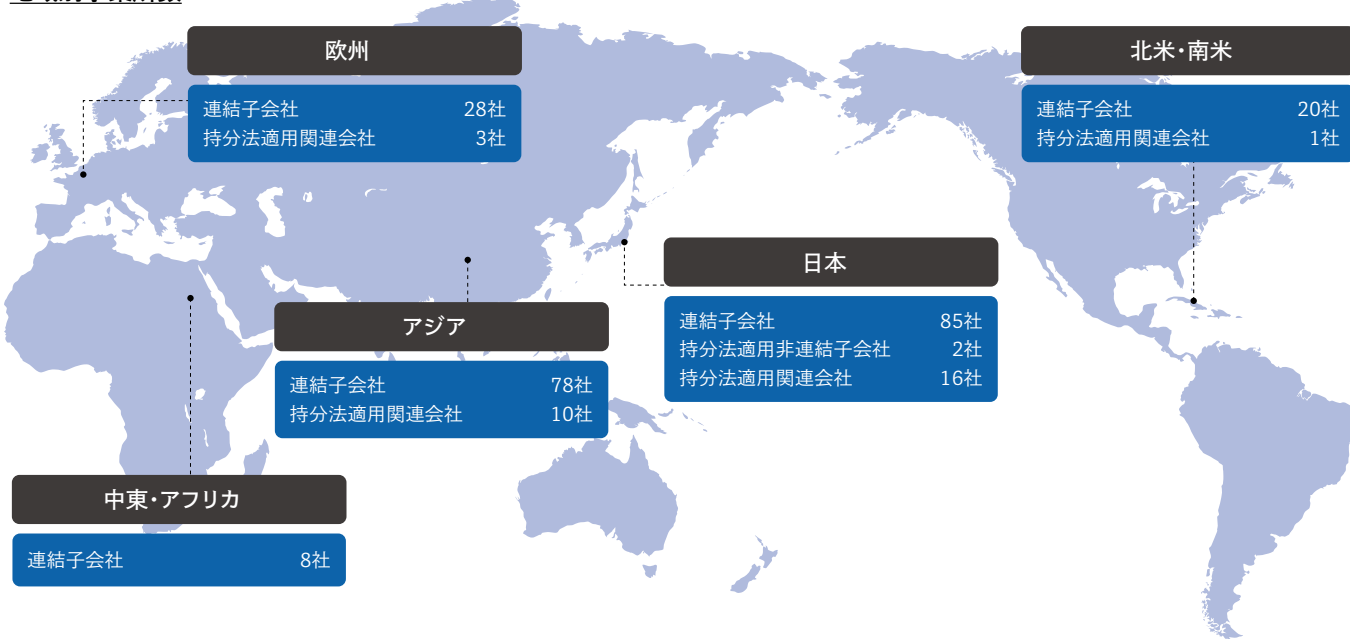 欧州
連結子会社 28社
持分法適用関連会社 3社
北米・南米
連結子会社 20社
持分法適用関連会社 1社
日本
連結子会社 85社
持分法適用非連結子会社 2社
持分法適用関連会社 16社
アジア
連結子会社 78社
持分法適用関連会社 10社
中東・アフリカ
連結子会社 8社